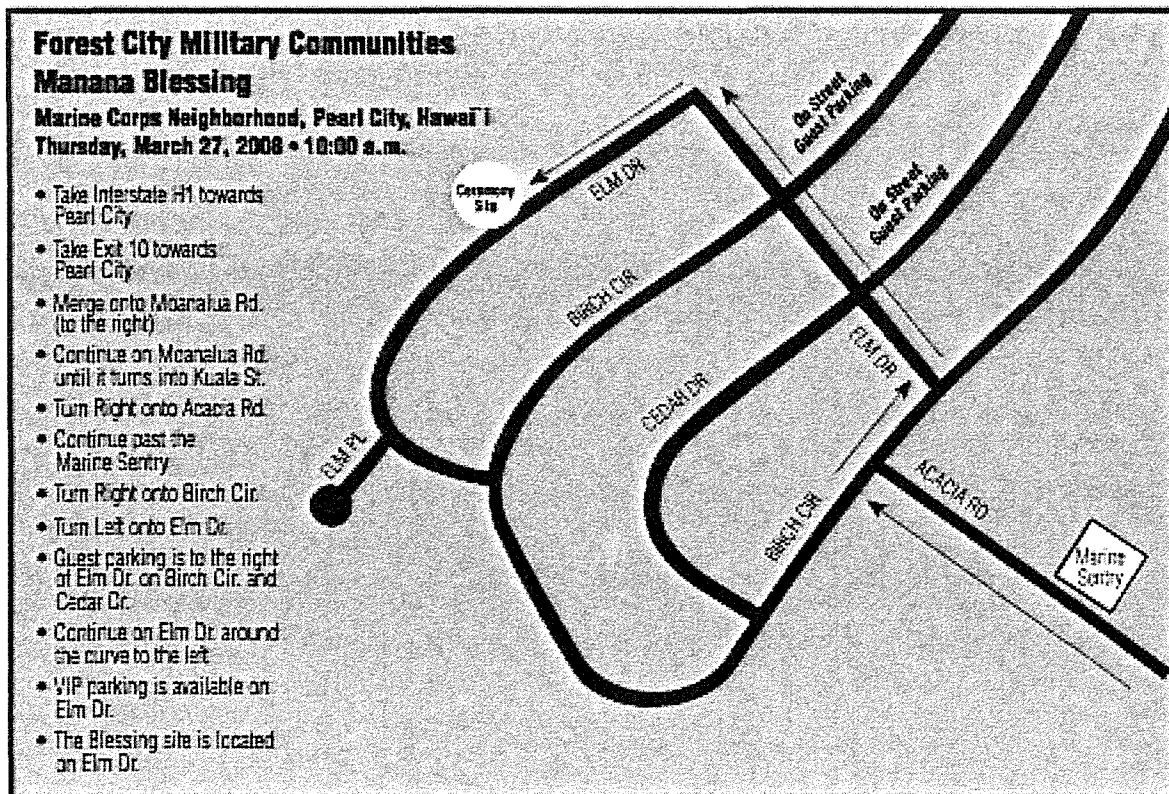 Forest City Military Communities
Manana Blessing
Marine Corps Neighborhood, Pearl City, Hawai`i
Thursday, March 27, 2008 • 10:00 a.m.
• Take Interstate H1 towards
Pearl City
• Take Exit 10 towards
Pearl City
• Merge onto Moanalua Rd.
(to the right)
• Continue on Moanalua Rd.
until it turns into Kuala St.
• Turn Right onto Acacia Rd.
• Continue past the
Marine Sentry
• Turn Right onto Birch Cir.
• Turn Left onto Elm Dr.
• Guest parking is to the right
of Elm Dr. on Birch Cir. and
Cedar Dr.
• Continue on Elm Dr. around
the curve to the left
• VIP parking is available on
Elm Dr.
• The Blessing site is located
on Elm Dr.
Ceremony
Site
ELM DR
On Street
Guest Parking
On Street
Guest Parking
BIRCH CIR
CEDAR DR
ELM DR
ELM PL
BIRCH CIR
ACACIA RD
Marine
Sentry